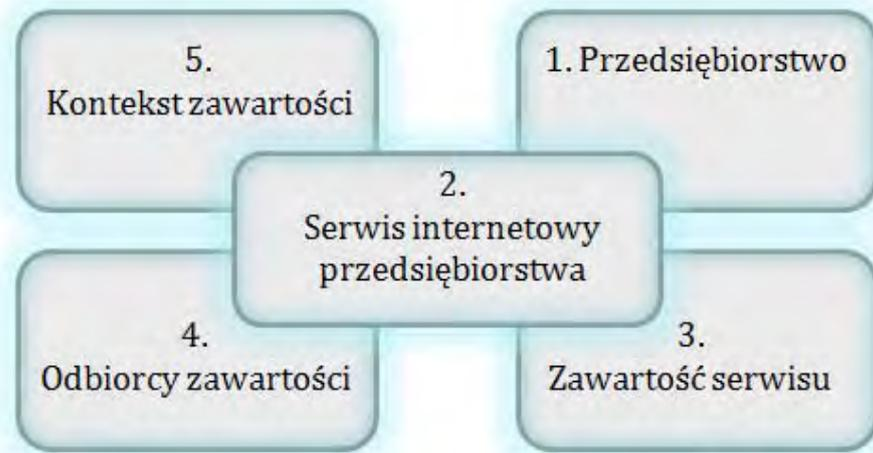 5.
Kontekst zawartości
1. Przedsiębiorstwo
2.
Serwis internetowy
przedsiębiorstwa
4.
Odbiorcy zawartości
3.
Zawartość serwisu